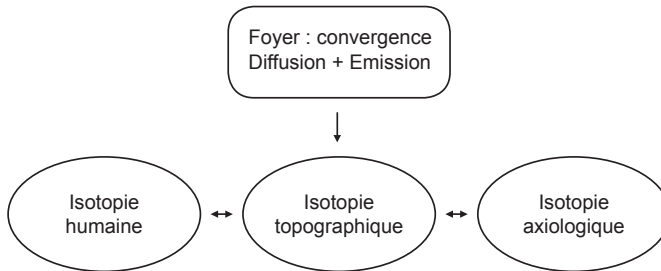 Foyer : convergence
Diffusion + Emission
Isotopie
humaine
Isotopie
topographique
Isotopie
axiologique